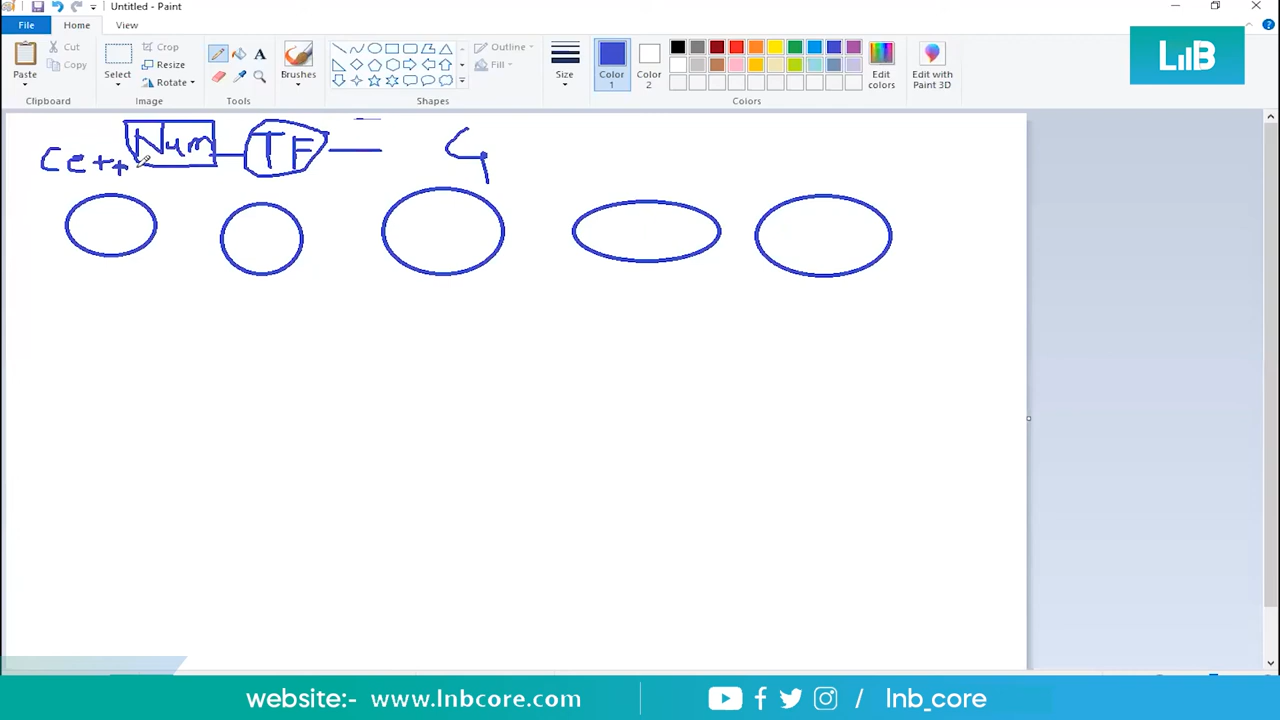 Untitled - Paint
File Home View
Paste
Cut
Copy
Clipboard
Select
Crop
Resize
Rotate
Image
A
Tools
Brushes
Shapes
Outline
Fill
Size
Color 1
Color 2
Edit colors
Colors
Edit with Paint 3D
LNB
Num TF
website:- www.lnbcore.com
lnb_core